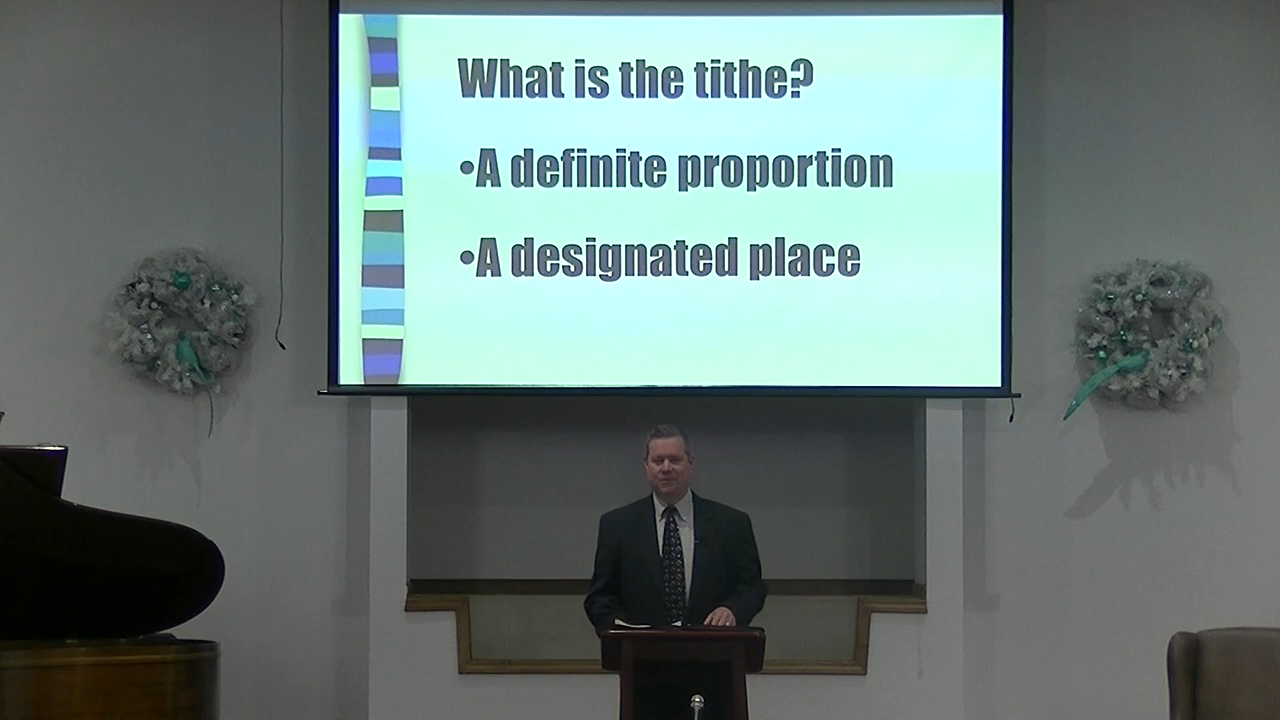 What is the tithe?
•A definite proportion
•A designated place